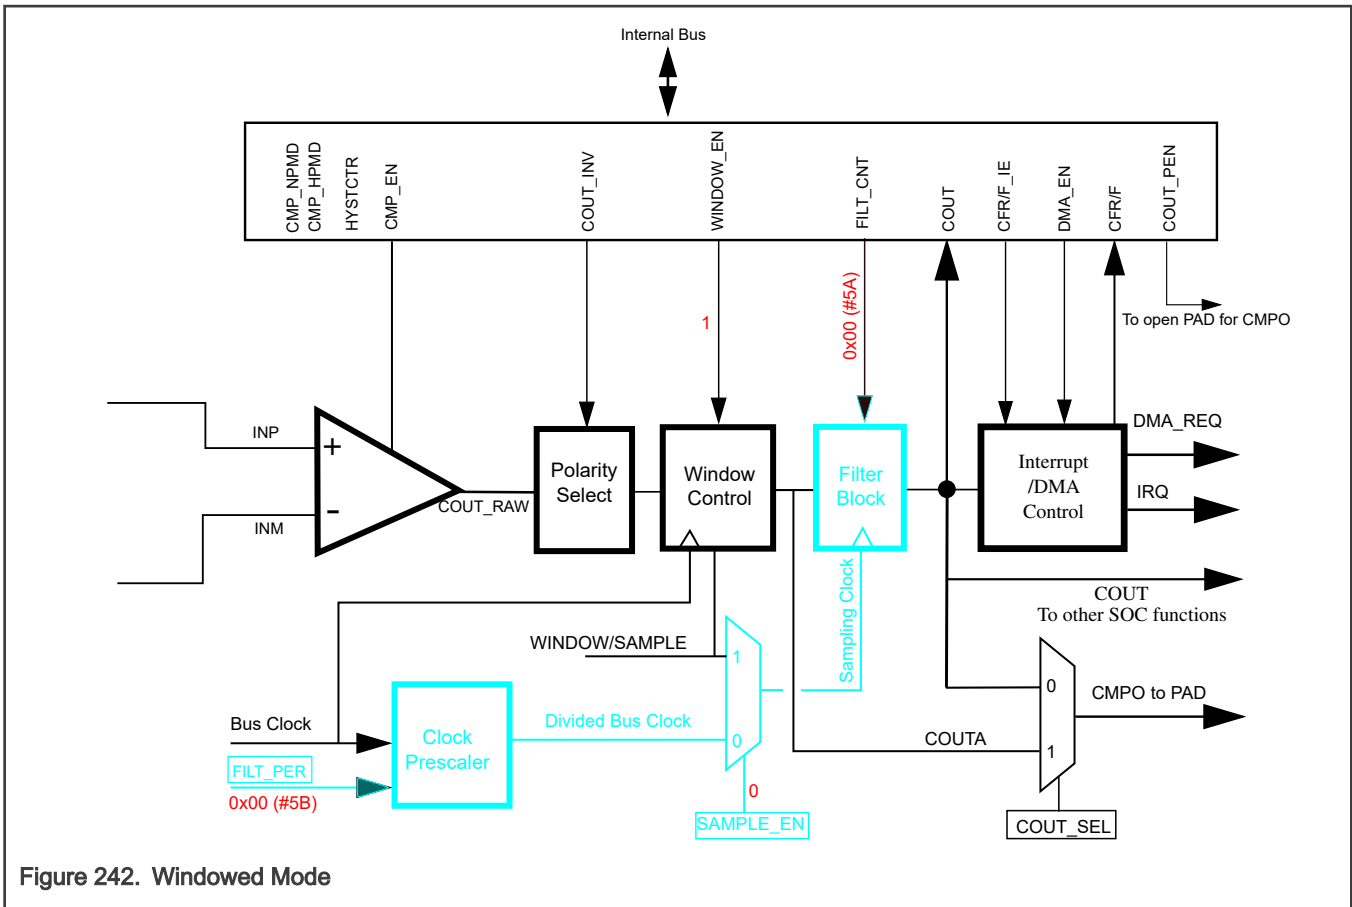 Internal Bus
CMP_NPMD
CMP_HPMD
HYSTCTR
CMP_EN
COUT_INV
WINDOW_EN
FILT_CNT
COUT
CFR/F_IE
DMA_EN
CFR/F
COUT_PEN
1
0x00 (#5A)
To open PAD for CMPO
INP
+
INM
-
COUT_RAW
Polarity
Select
Window
Control
Filter
Block
Interrupt
/DMA
Control
DMA_REQ
IRQ
Sampling Clock
COUT
To other SOC functions
WINDOW/SAMPLE
1
0
Bus Clock
FILT_PER
0x00 (#5B)
Clock
Prescaler
Divided Bus Clock
0
SAMPLE_EN
COUTA
0
1
CMPO to PAD
COUT_SEL
Figure 242. Windowed Mode